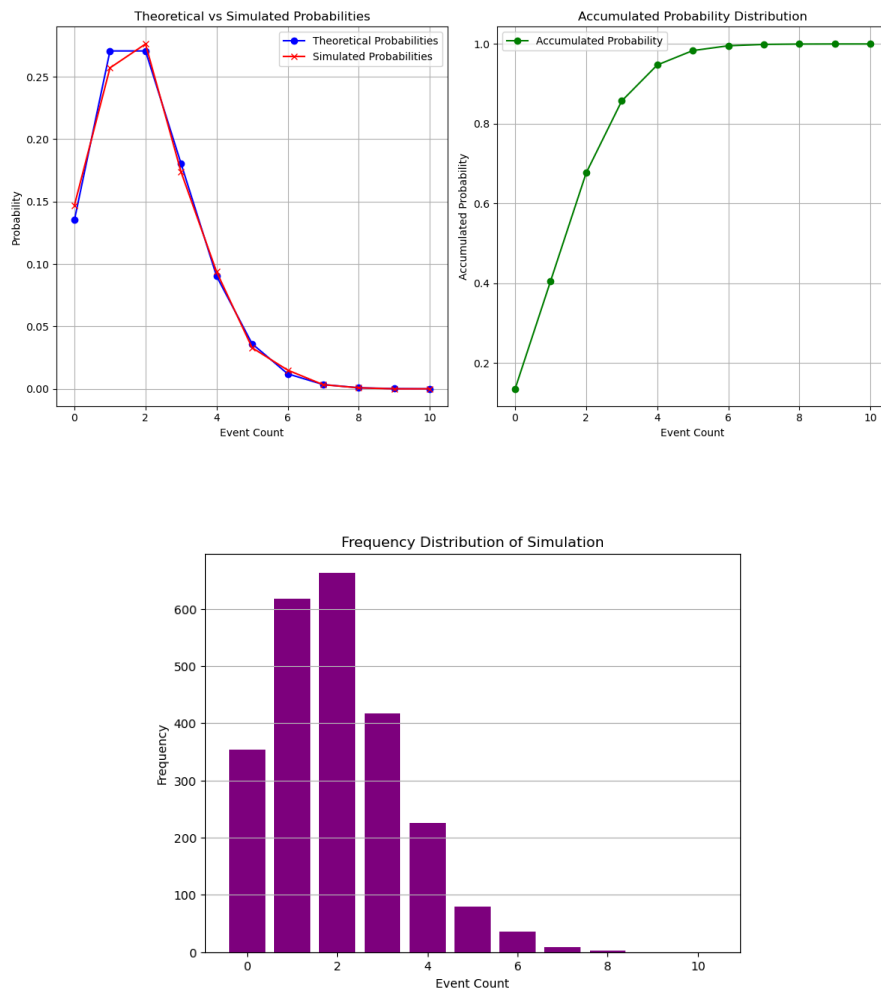 Theoretical vs Simulated Probabilities
Theoretical Probabilities
Simulated Probabilities
0.25
0.20
0.15
0.10
0.05
0.00
Probability
0 2 4 6 8 10
Event Count
Accumulated Probability Distribution
Accumulated Probability
1.0
0.8
0.6
0.4
0.2
Accumulated Probability
0 2 4 6 8 10
Event Count
Frequency Distribution of Simulation
600
500
400
300
200
100
0
Frequency
0 2 4 6 8 10
Event Count